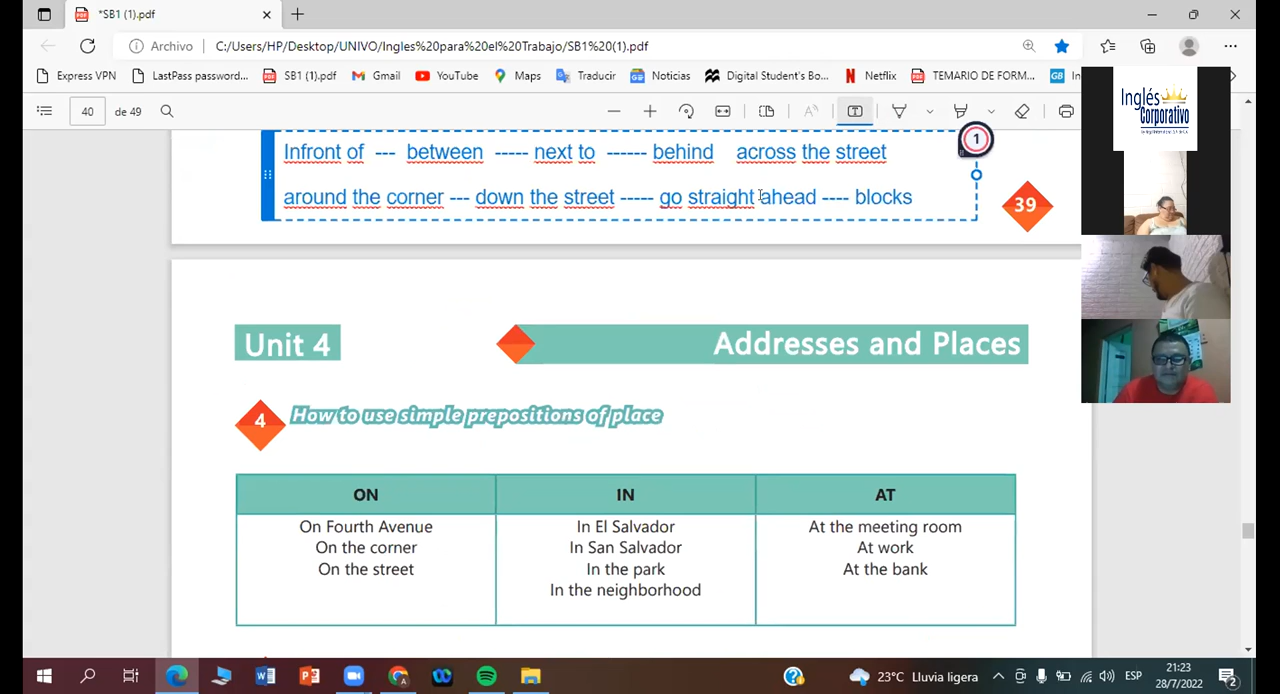 *SB1 (1).pdf
Archivo C:/Users/HP/Desktop/UNIVO/Ingles%20para%20el%20Trabajo/SB1%20(1).pdf
Express VPN LastPass password... SB1 (1).pdf Gmail YouTube Maps Traducir Noticias Digital Student's Bo... Netflix TEMARIO DE FORM... GB In
40 de 49
Inglés
Corporativo
1
Infront of --- between ----- next to ------ behind across the street
around the corner --- down the street ----- go straight ahead ---- blocks
39
Unit 4
Addresses and Places
4 How to use simple prepositions of place
ON IN AT
On Fourth Avenue In El Salvador At the meeting room
On the corner In San Salvador At work
On the street In the park At the bank
In the neighborhood
23°C Lluvia ligera ESP 21:23
28/7/2022 2